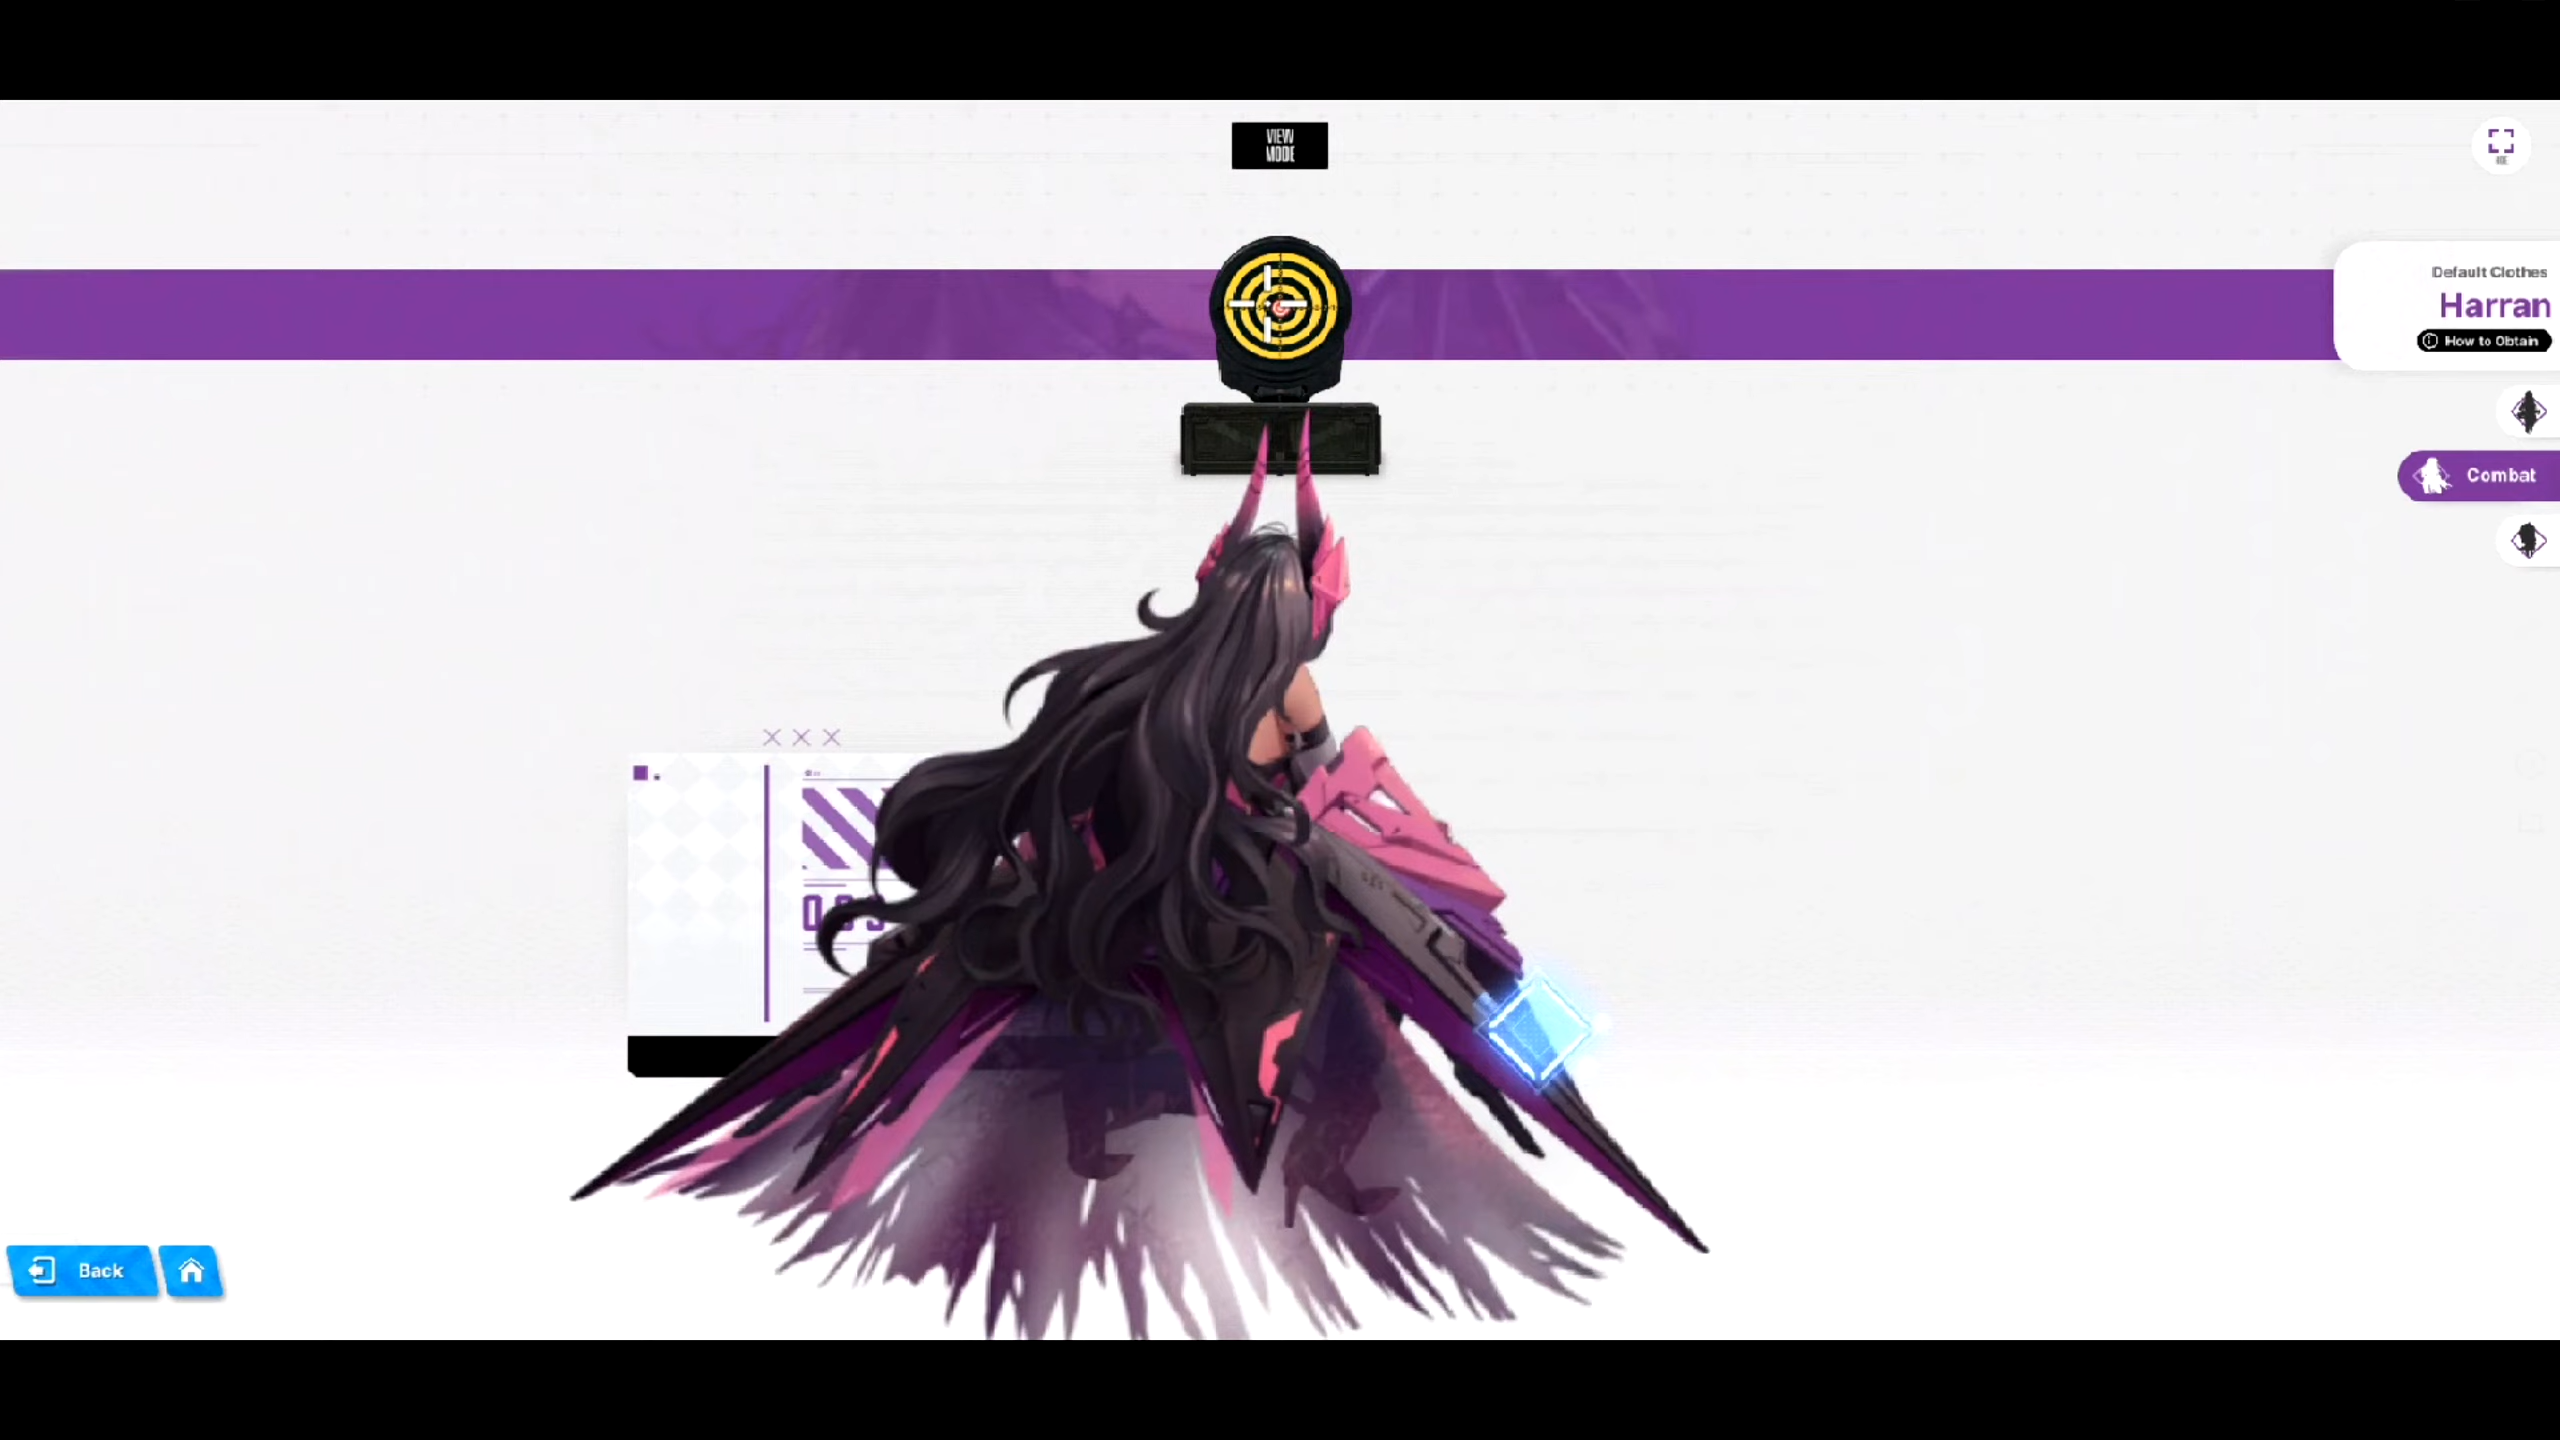 VIEW
MODE
Default Clothes
Harran
How to Obtain
Combat
Back